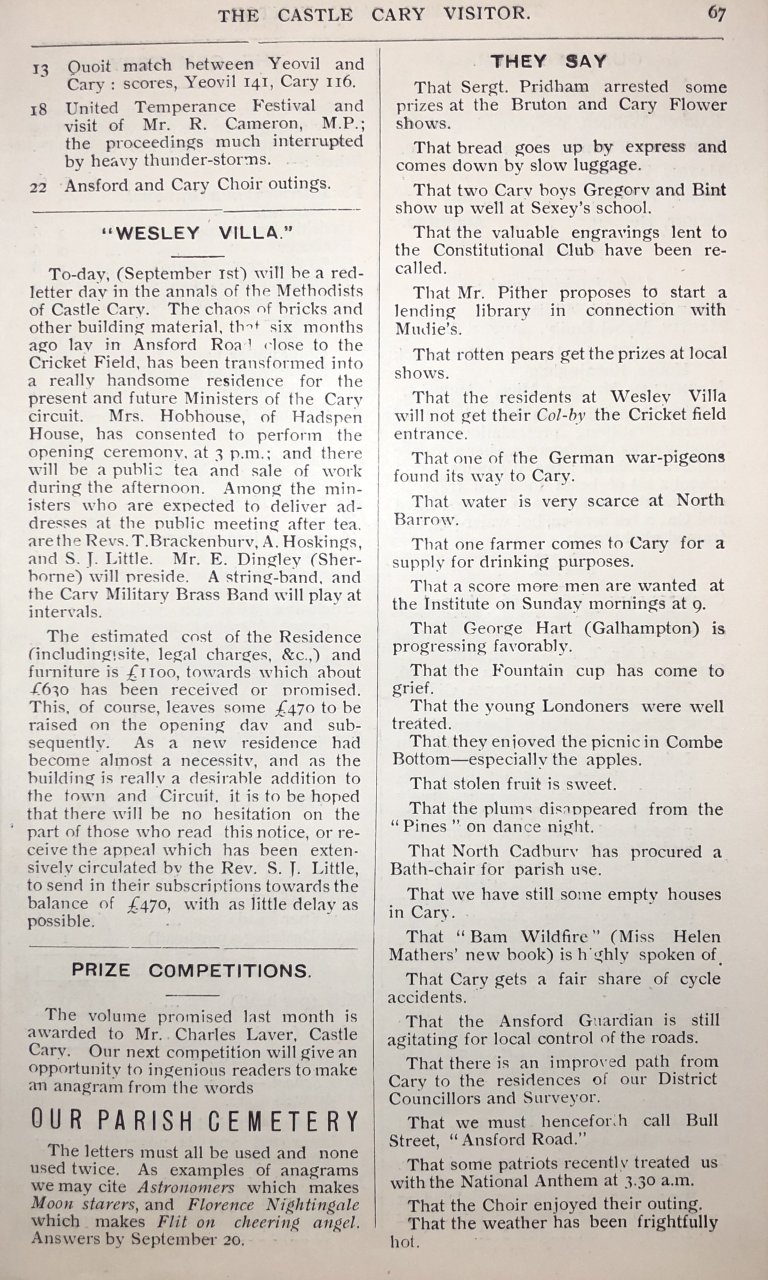 THE CASTLE CARY VISITOR.
67
13 Quoit match between Yeovil and
Cary : scores, Yeovil 141, Cary 116.
18 United Temperance Festival and
visit of Mr. R. Cameron, M.P.;
the proceedings much interrupted
by heavy thunder-storms.
22 Ansford and Cary Choir outings.
"WESLEY VILLA."
To-day, (September 1st) will be a red-
letter day in the annals of the Methodists
of Castle Cary. The chaos of bricks and
other building material, that six months
ago lay in Ansford Road close to the
Cricket Field, has been transformed into
a really handsome residence for the
present and future Ministers of the Cary
circuit. Mrs. Hobhouse, of Hadspen
House, has consented to perform the
opening ceremony, at 3 p.m.; and there
will be a public tea and sale of work
during the afternoon. Among the min-
isters who are expected to deliver ad-
dresses at the public meeting after tea.
are the Revs. T. Brackenbury, A. Hoskings,
and S. J. Little. Mr. E. Dingley (Sher-
borne) will preside. A string-band, and
the Cary Military Brass Band will play at
intervals.
The estimated cost of the Residence
(including site, legal charges, &c.,) and
furniture is £1100, towards which about
£630 has been received or promised.
This, of course, leaves some £470 to be
raised on the opening day and sub-
sequently. As a new residence had
become almost a necessity, and as the
building is really a desirable addition to
the town and Circuit, it is to be hoped
that there will be no hesitation on the
part of those who read this notice, or re-
ceive the appeal which has been exten-
sively circulated by the Rev. S. J. Little,
to send in their subscriptions towards the
balance of £470, with as little delay as
possible.
PRIZE COMPETITIONS.
The volume promised last month is
awarded to Mr. Charles Laver, Castle
Cary. Our next competition will give an
opportunity to ingenious readers to make
an anagram from the words
OUR PARISH CEMETERY
The letters must all be used and none
used twice. As examples of anagrams
we may cite Astronomers which makes
Moon starers, and Florence Nightingale
which makes Flit on cheering angel.
Answers by September 20.
THEY SAY
That Sergt. Pridham arrested some
prizes at the Bruton and Cary Flower
shows.
That bread goes up by express and
comes down by slow luggage.
That two Cary boys Gregory and Bint
show up well at Sexey's school.
That the valuable engravings lent to
the Constitutional Club have been re-
called.
That Mr. Pither proposes to start a
lending library in connection with
Mudie's.
That rotten pears get the prizes at local
shows.
That the residents at Wesley Villa
will not get their Col-by the Cricket field
entrance.
That one of the German war-pigeons
found its way to Cary.
That water is very scarce at North
Barrow.
That one farmer comes to Cary for a
supply for drinking purposes.
That a score more men are wanted at
the Institute on Sunday mornings at 9.
That George Hart (Galhampton) is
progressing favorably.
That the Fountain cup has come to
grief.
That the young Londoners were well
treated.
That they enjoyed the picnic in Combe
Bottom—especially the apples.
That stolen fruit is sweet.
That the plums disappeared from the
"Pines" on dance night.
That North Cadbury has procured a
Bath-chair for parish use.
That we have still some empty houses
in Cary.
That "Bam Wildfire" (Miss Helen
Mathers' new book) is highly spoken of.
That Cary gets a fair share of cycle
accidents.
That the Ansford Guardian is still
agitating for local control of the roads.
That there is an improved path from
Cary to the residences of our District
Councillors and Surveyor.
That we must henceforth call Bull
Street, "Ansford Road."
That some patriots recently treated us
with the National Anthem at 3.30 a.m.
That the Choir enjoyed their outing.
That the weather has been frightfully
hot.